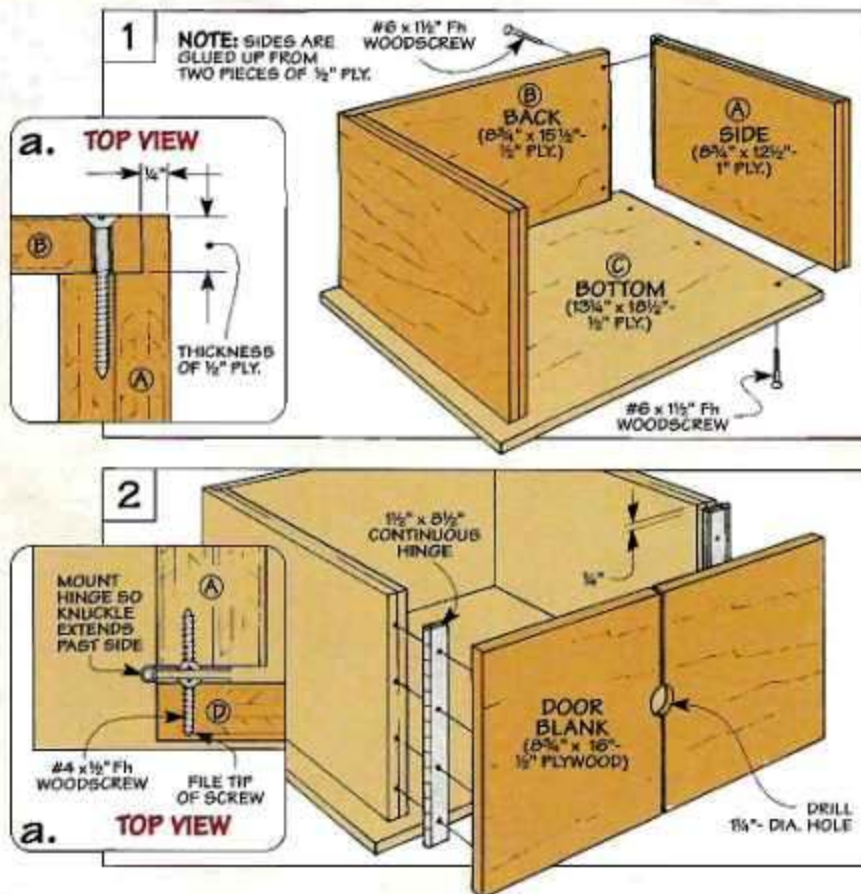 1
NOTE: SIDES ARE
GLUED UP FROM
TWO PIECES OF ½" PLY.
#6 x 1½" Fh
WOODSCREW
Ⓑ
BACK
(8¾" x 15½"-
½" PLY.)
Ⓐ
SIDE
(8¾" x 12½"-
1" PLY.)
Ⓒ
BOTTOM
(13¼" x 18½"-
½" PLY.)
#6 x 1½" Fh
WOODSCREW
a. TOP VIEW
¼"
Ⓑ
THICKNESS
OF ½" PLY.
Ⓐ
2
1½" x 8½"
CONTINUOUS
HINGE
DOOR
BLANK
(8¾" x 16"-
½" PLYWOOD)
DRILL
1¼"- DIA. HOLE
MOUNT
HINGE SO
KNUCKLE
EXTENDS
PAST SIDE
Ⓐ
Ⓓ
#4 x ½" Fh
WOODSCREW
FILE TIP
OF SCREW
a. TOP VIEW